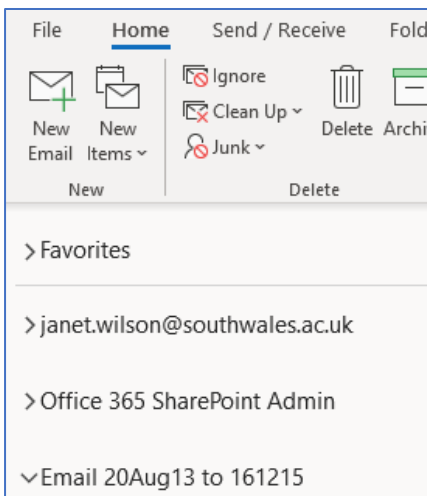 File Home Send / Receive Fold
Ignore
Clean Up
Junk
New Email
New Items
Delete
Archi
New
Delete
Favorites
janet.wilson@southwales.ac.uk
Office 365 SharePoint Admin
Email 20Aug13 to 161215